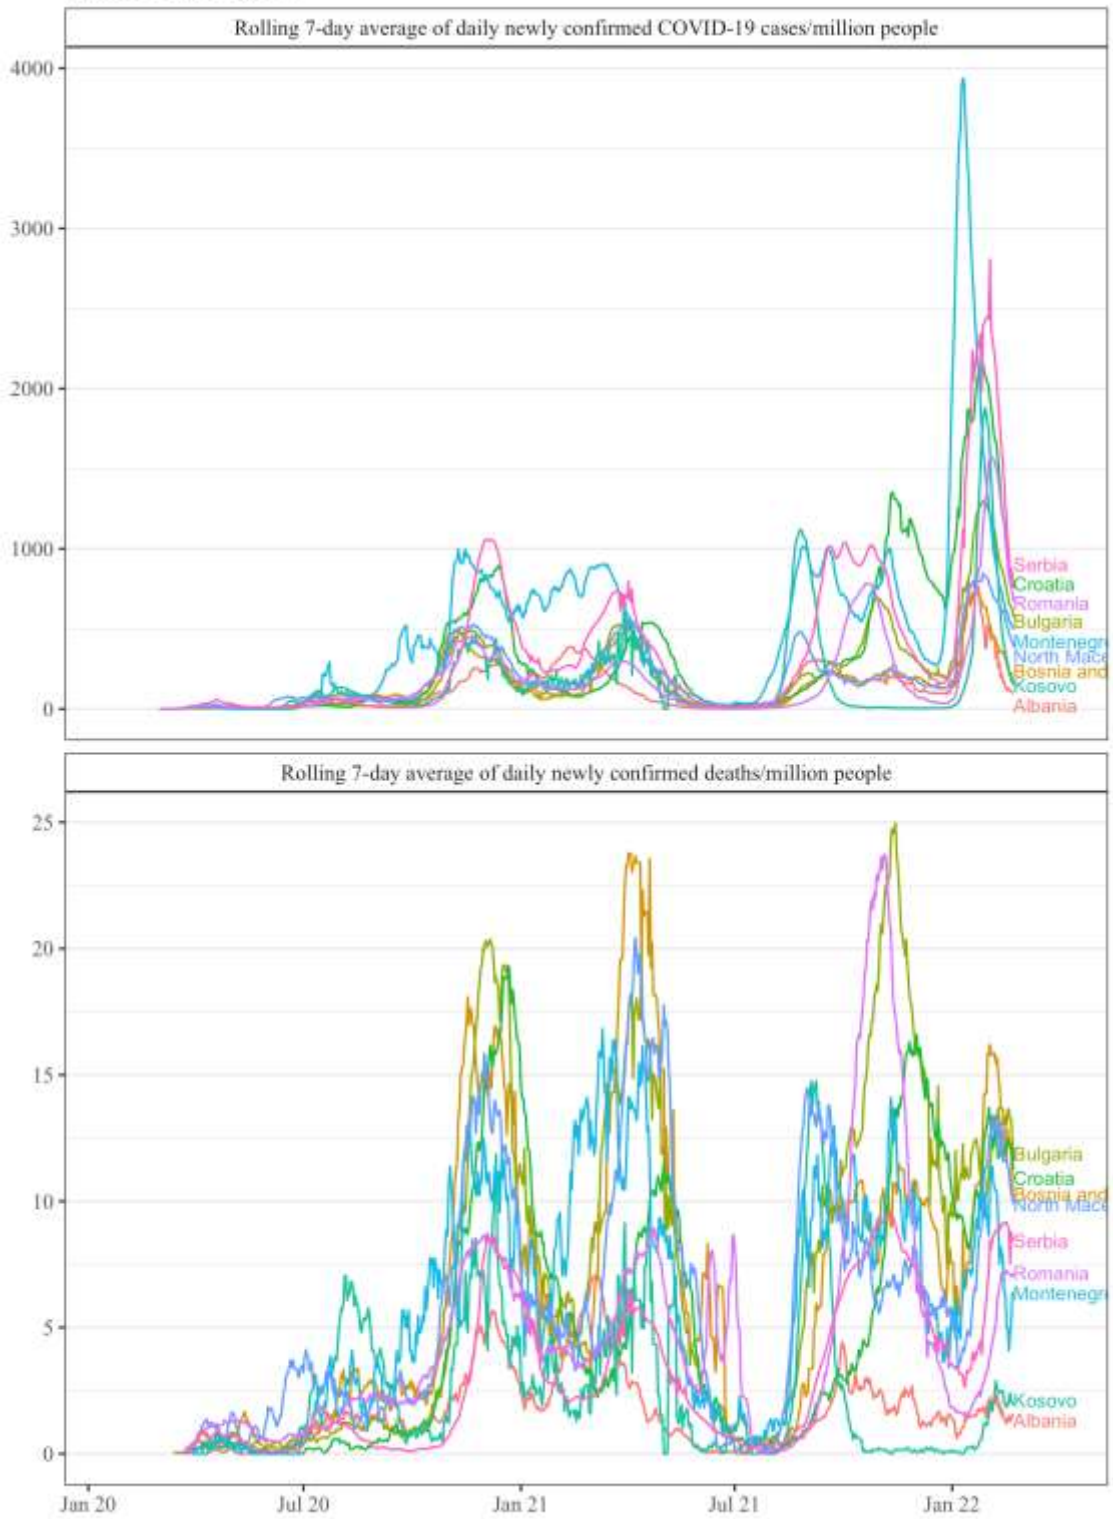 Rolling 7-day average of daily newly confirmed COVID-19 cases/million people
4000
3000
2000
1000
0
Serbia
Croatia
Romania
Bulgaria
Montenegr
North Mace
Bosnia and
Kosovo
Albania
Rolling 7-day average of daily newly confirmed deaths/million people
25
20
15
10
5
0
Bulgaria
Croatia
Bosnia and
North Mace
Serbia
Romania
Montenegr
Kosovo
Albania
Jan 20 Jul 20 Jan 21 Jul 21 Jan 22